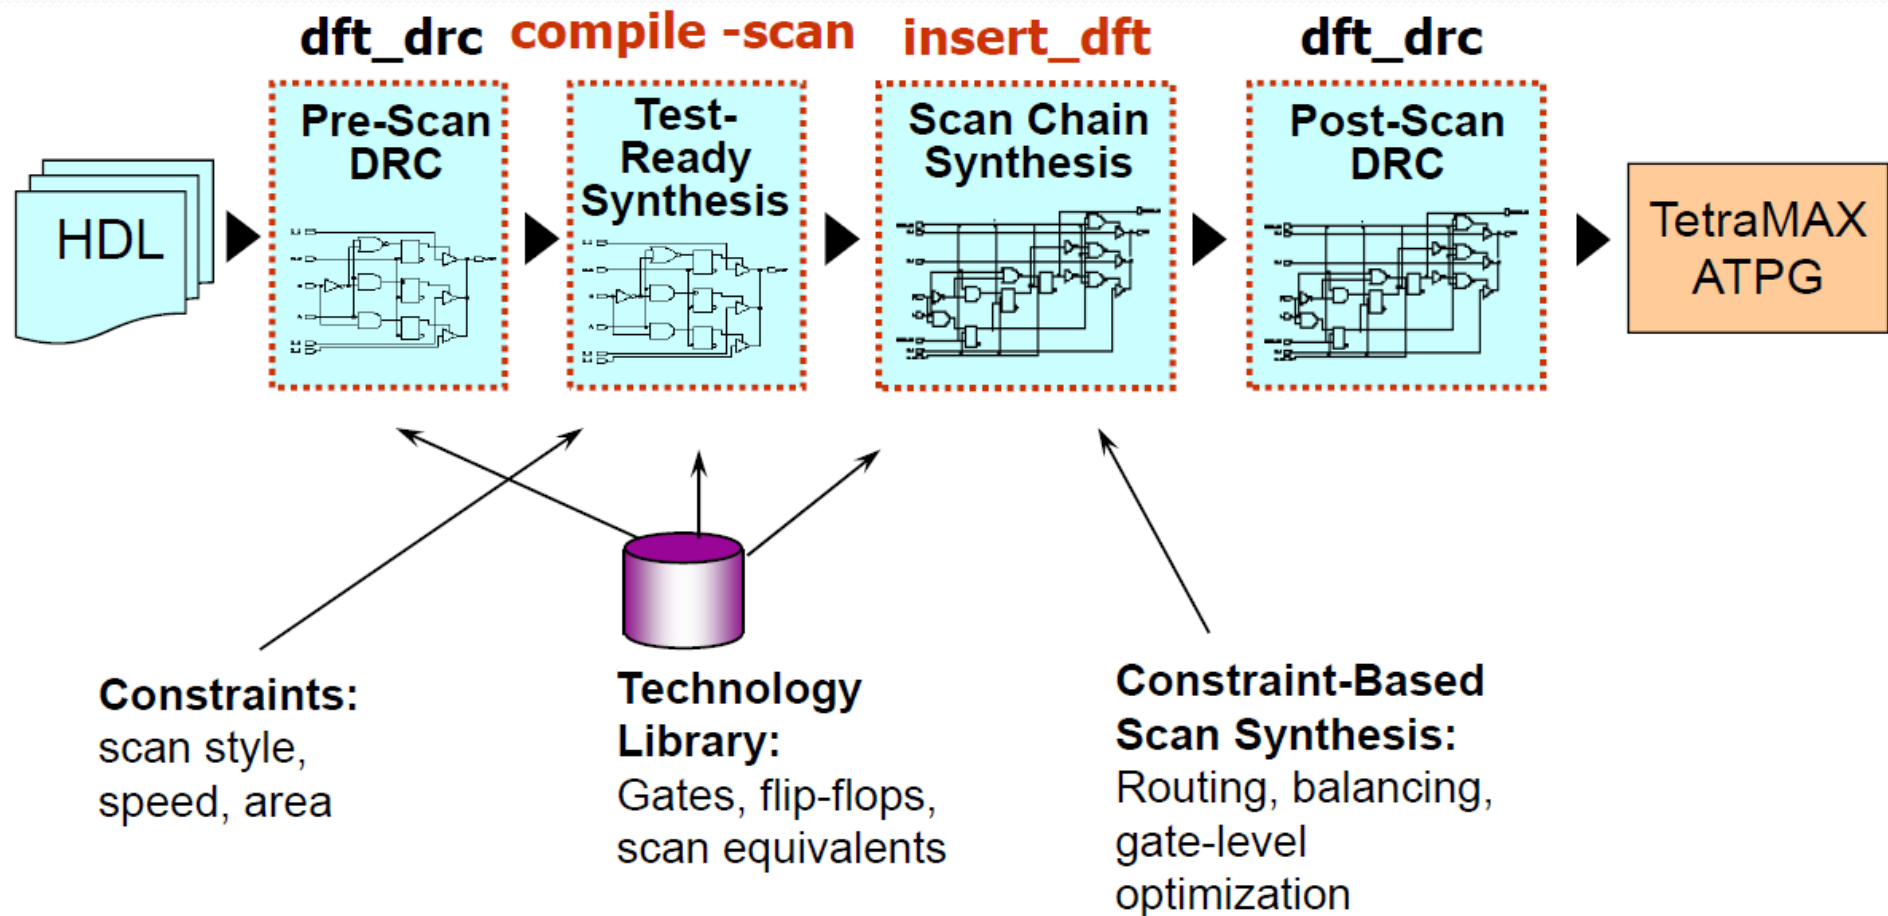 dft_drc
compile -scan
insert_dft
dft_drc
HDL
Pre-Scan
DRC
Test-
Ready
Synthesis
Scan Chain
Synthesis
Post-Scan
DRC
TetraMAX
ATPG
Constraints:
scan style,
speed, area
Technology
Library:
Gates, flip-flops,
scan equivalents
Constraint-Based
Scan Synthesis:
Routing, balancing,
gate-level
optimization